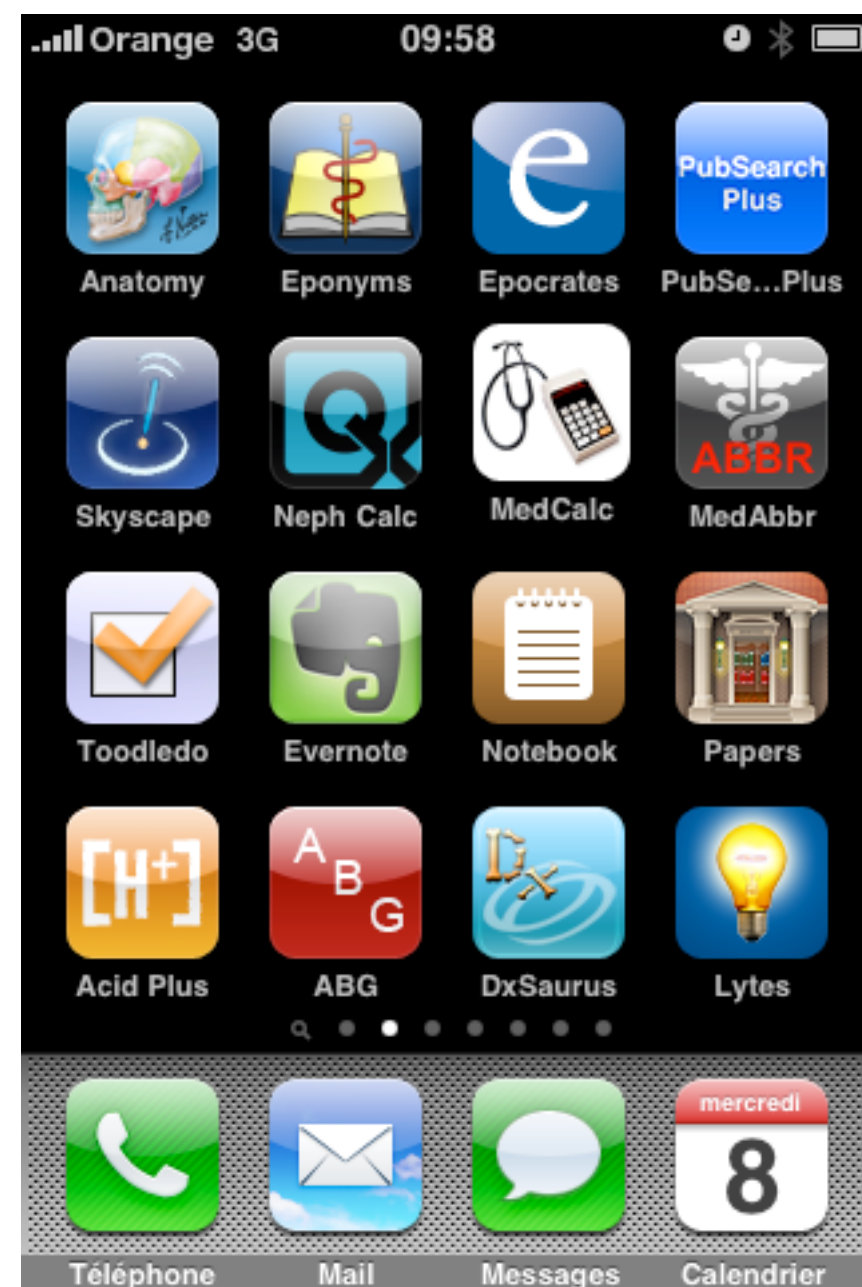 Orange 3G 09:58
PubSearch
Plus
Anatomy Eponyms Epocrates PubSe...Plus
ABBR
Skyscape Neph Calc MedCalc MedAbbr
Toodledo Evernote Notebook Papers
[H+] A B G Dx
Acid Plus ABG DxSaurus Lytes
mercredi
8
Téléphone Mail Messages Calendrier